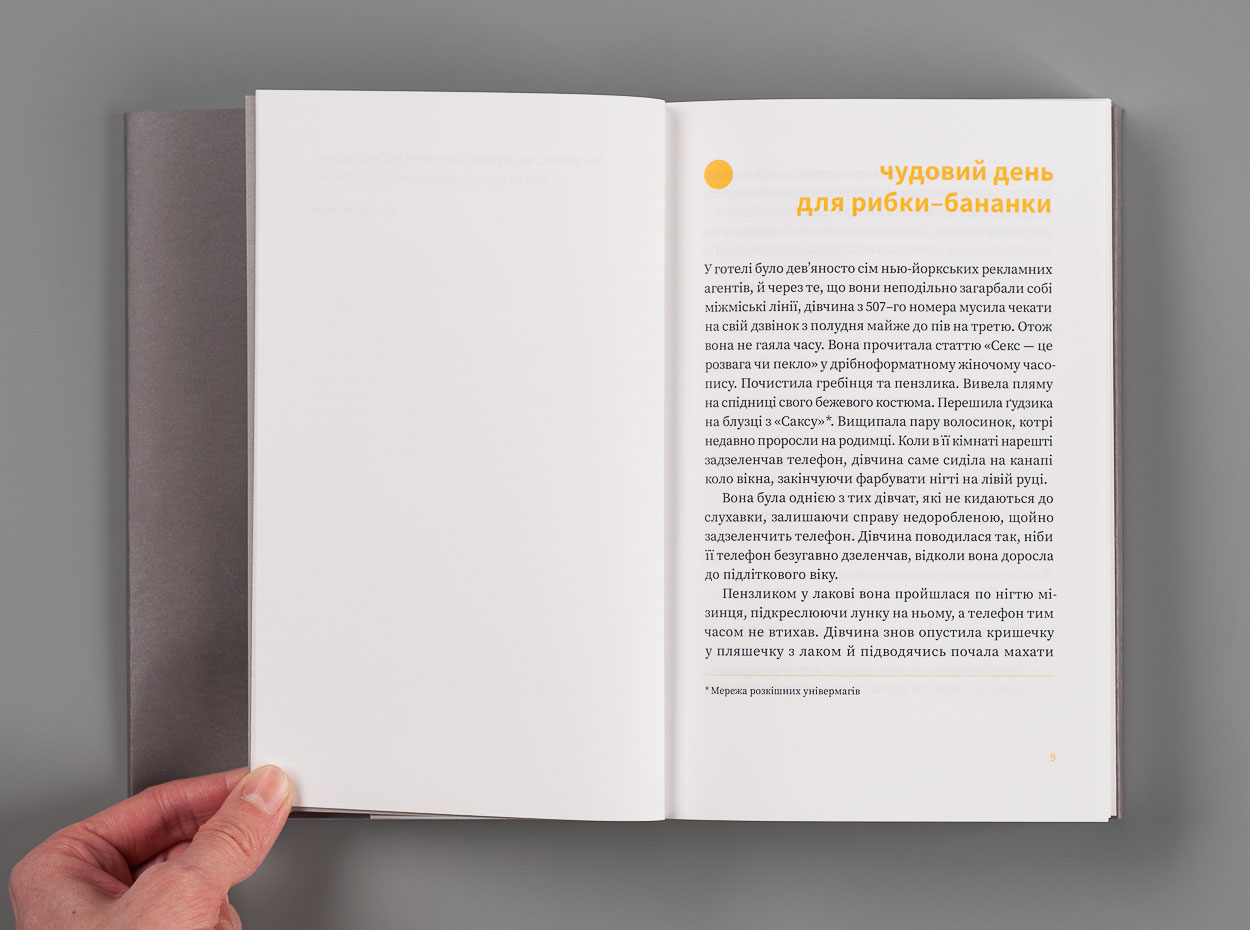 чудовий день
для рибки–бананки
У готелі було дев’яносто сім нью-йоркських рекламних
агентів, й через те, що вони неподільно загарбали собі
міжміські лінії, дівчина з 507–го номера мусила чекати
на свій дзвінок з полудня майже до пів на третю. Отож
вона не гаяла часу. Вона прочитала статтю «Секс — це
розвага чи пекло» у дрібноформатному жіночому часо-
пису. Почистила гребінця та пензлика. Вивела пляму
на спідниці свого бежевого костюма. Перешила ґудзика
на блузці з «Саксу»*. Вищипала пару волосинок, котрі
недавно проросли на родимці. Коли в її кімнаті нарешті
задзеленчав телефон, дівчина саме сиділа на канапі
коло вікна, закінчуючи фарбувати нігті на лівій руці.
Вона була однією з тих дівчат, які не кидаються до
слухавки, залишаючи справу недоробленою, щойно
задзеленчить телефон. Дівчина поводилася так, ніби
її телефон безугавно дзеленчав, відколи вона доросла
до підліткового віку.
Пензликом у лакові вона пройшлася по нігтю мі-
зинця, підкреслюючи лунку на ньому, а телефон тим
часом не втихав. Дівчина знов опустила кришечку
у пляшечку з лаком й підводячись почала махати
* Мережа розкішних універмагів
9